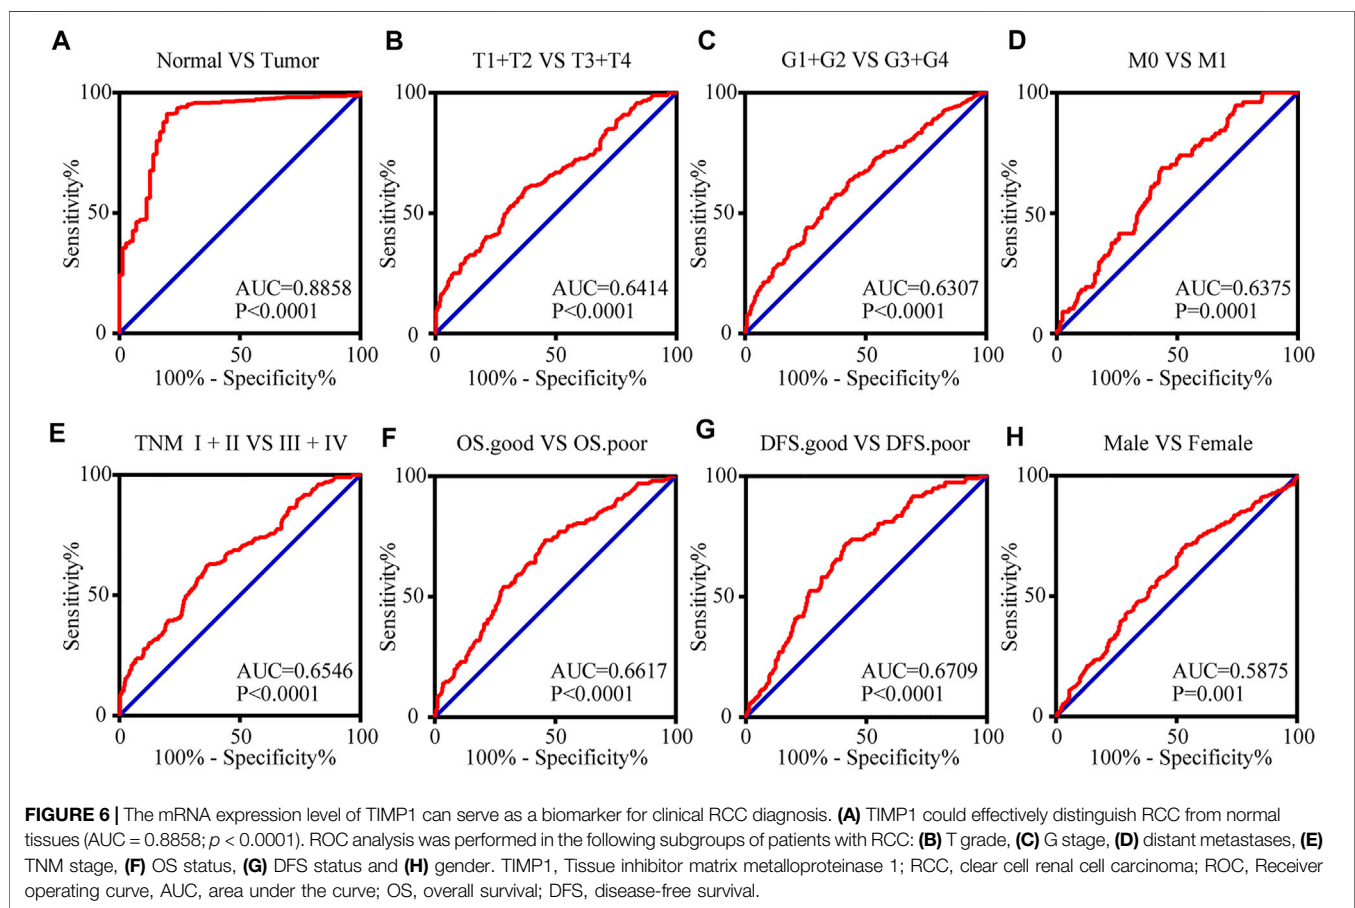 A
Normal VS Tumor
100
50
0
Sensitivity%
AUC=0.8858
P<0.0001
0 50 100
100% - Specificity%
B
T1+T2 VS T3+T4
100
50
0
Sensitivity%
AUC=0.6414
P<0.0001
0 50 100
100% - Specificity%
C
G1+G2 VS G3+G4
100
50
0
Sensitivity%
AUC=0.6307
P<0.0001
0 50 100
100% - Specificity%
D
M0 VS M1
100
50
0
Sensitivity%
AUC=0.6375
P=0.0001
0 50 100
100% - Specificity%
E
TNM I + II VS III + IV
100
50
0
Sensitivity%
AUC=0.6546
P<0.0001
0 50 100
100% - Specificity%
F
OS.good VS OS.poor
100
50
0
Sensitivity%
AUC=0.6617
P<0.0001
0 50 100
100% - Specificity%
G
DFS.good VS DFS.poor
100
50
0
Sensitivity%
AUC=0.6709
P<0.0001
0 50 100
100% - Specificity%
H
Male VS Female
100
50
0
Sensitivity%
AUC=0.5875
P=0.001
0 50 100
100% - Specificity%
FIGURE 6 | The mRNA expression level of TIMP1 can serve as a biomarker for clinical RCC diagnosis. (A) TIMP1 could effectively distinguish RCC from normal
tissues (AUC = 0.8858; p < 0.0001). ROC analysis was performed in the following subgroups of patients with RCC: (B) T grade, (C) G stage, (D) distant metastases, (E)
TNM stage, (F) OS status, (G) DFS status and (H) gender. TIMP1, Tissue inhibitor matrix metalloproteinase 1; RCC, clear cell renal cell carcinoma; ROC, Receiver
operating curve, AUC, area under the curve; OS, overall survival; DFS, disease-free survival.